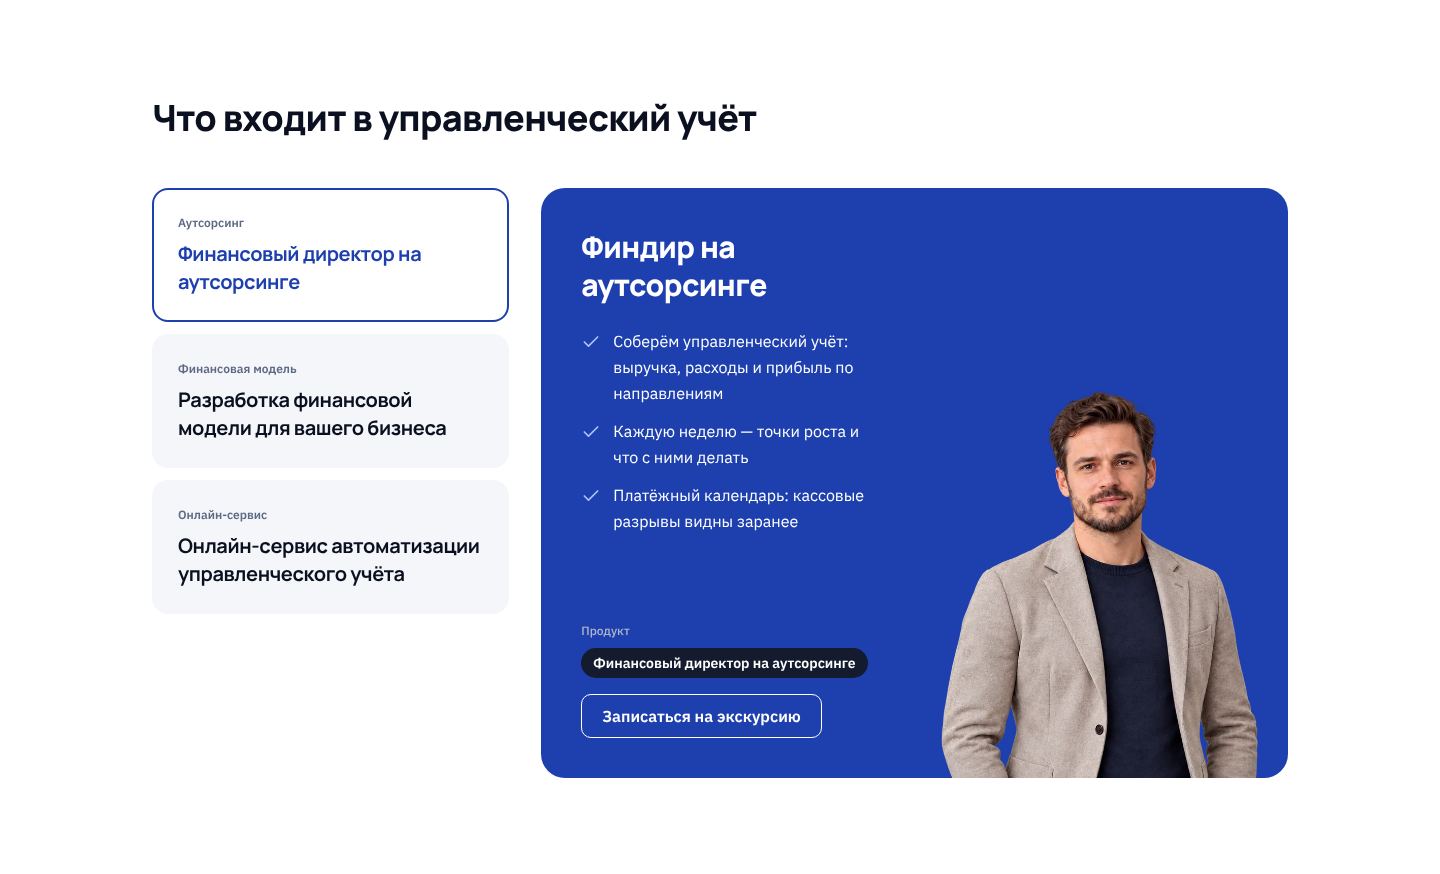 Что входит в управленческий учёт
Аутсорсинг
Финансовый директор на
аутсорсинге
Финансовая модель
Разработка финансовой
модели для вашего бизнеса
Онлайн-сервис
Онлайн-сервис автоматизации
управленческого учёта
Финдир на
аутсорсинге
Соберём управленческий учёт:
выручка, расходы и прибыль по
направлениям
Каждую неделю — точки роста и
что с ними делать
Платёжный календарь: кассовые
разрывы видны заранее
Продукт
Финансовый директор на аутсорсинге
Записаться на экскурсию